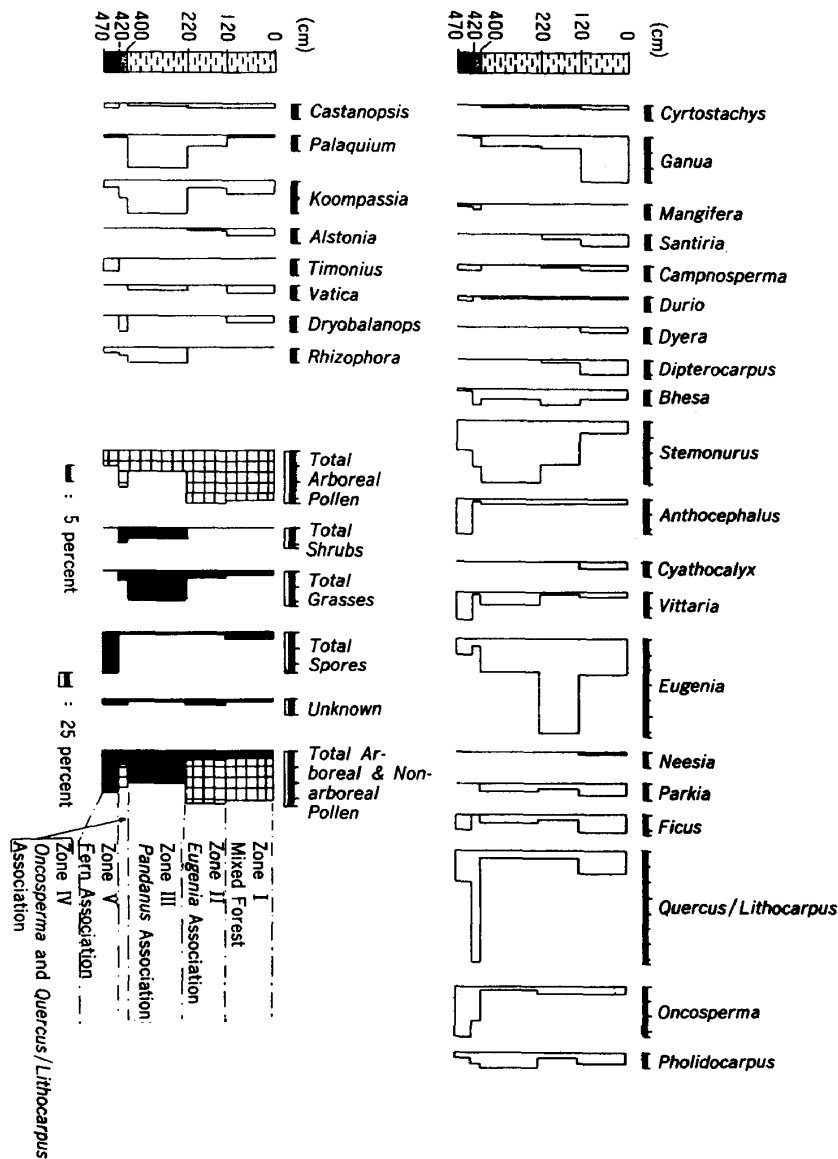 (cm)
0
120
220
400
420
470
Castanopsis
Palaquium
Koompassia
Alstonia
Timonius
Vatica
Dryobalanops
Rhizophora
Total
Arboreal
Pollen
Total
Shrubs
Total
Grasses
Total
Spores
Unknown
Total Ar-
boreal & Non-
arboreal
Pollen
: 5 percent
: 25 percent
Zone I
Mixed Forest
Zone II
Eugenia Association
Zone III
Pandanus Association
Zone V
Fern Association
Zone IV
Oncosperma and Quercus/Lithocarpus
Association
(cm)
0
120
220
400
420
470
Cyrtostachys
Ganua
Mangifera
Santiria
Campnosperma
Durio
Dyera
Dipterocarpus
Bhesa
Stemonurus
Anthocephalus
Cyathocalyx
Vittaria
Eugenia
Neesia
Parkia
Ficus
Quercus/Lithocarpus
Oncosperma
Pholidocarpus